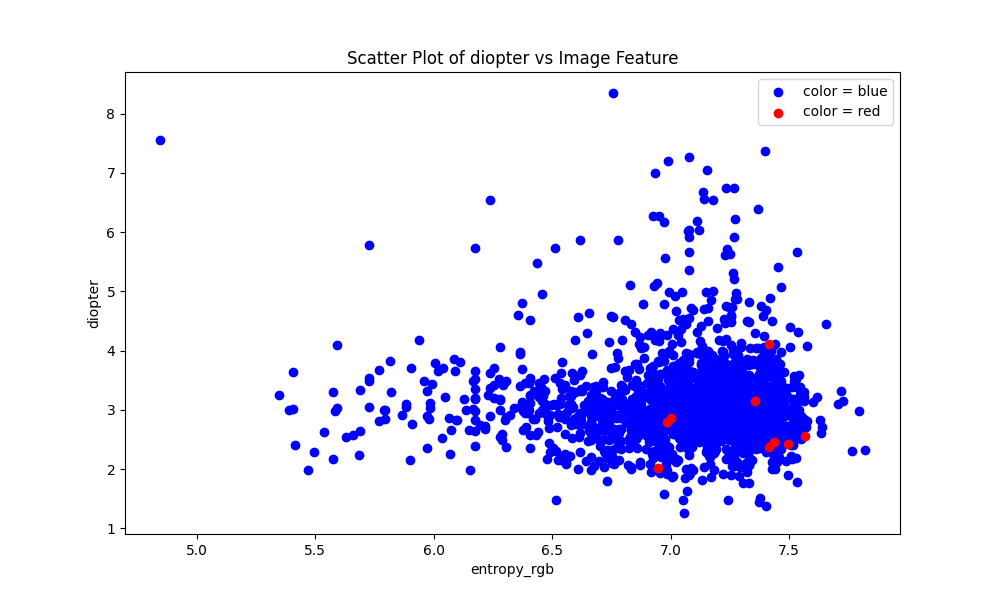 Scatter Plot of diopter vs Image Feature
color = blue
color = red
8
7
6
5
4
3
2
1
diopter
5.0 5.5 6.0 6.5 7.0 7.5
entropy_rgb